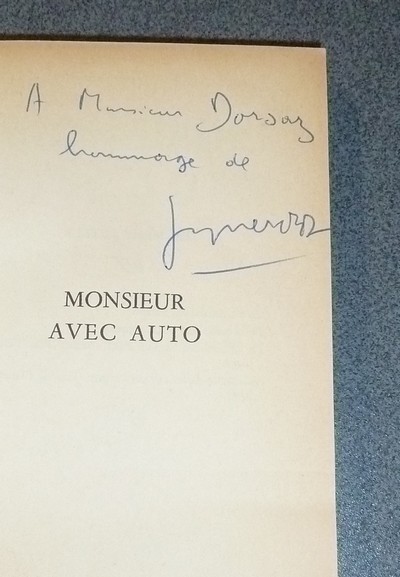 A Monsieur Dorsaz
hommage de
MONSIEUR
AVEC AUTO